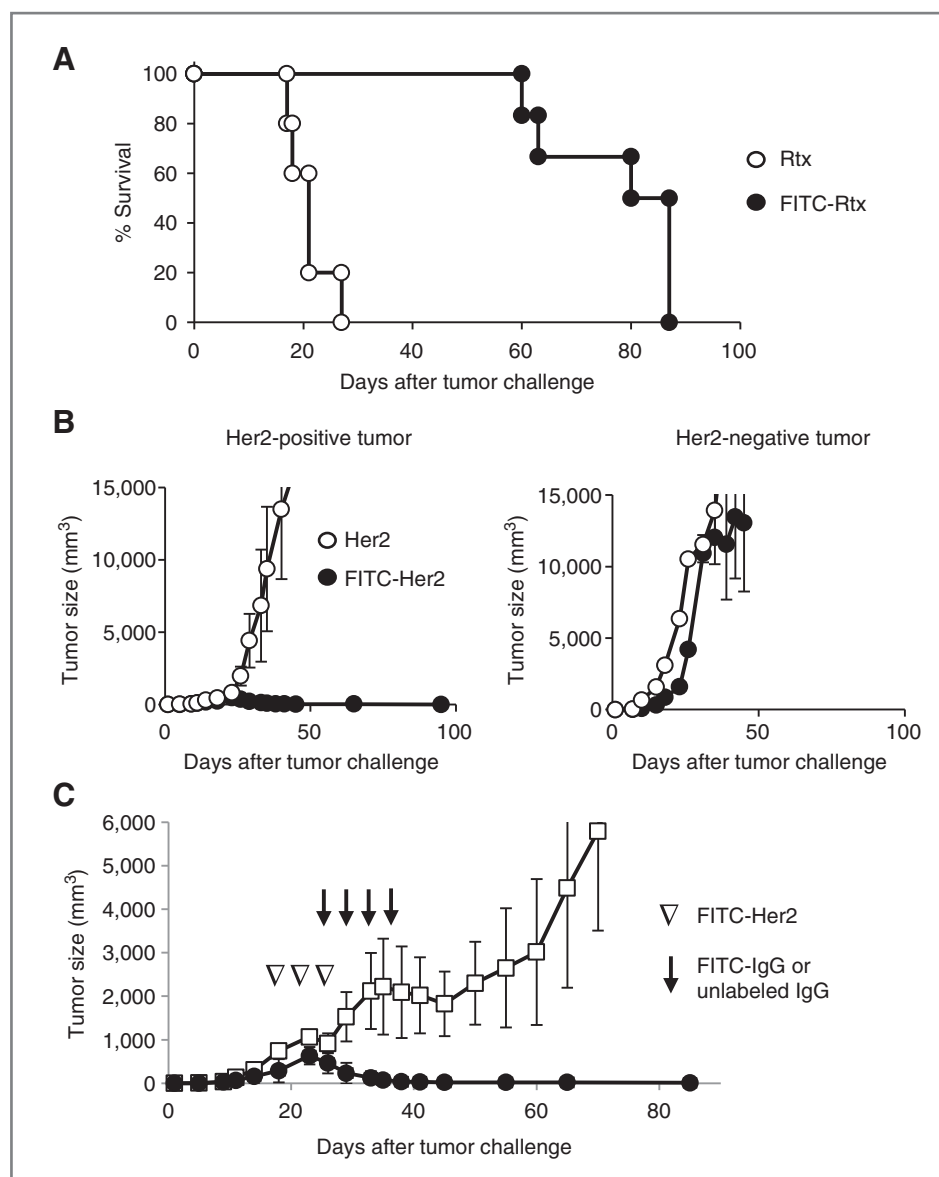 A
% Survival
100
80
60
40
20
0
0 20 40 60 80 100
Days after tumor challenge
Rtx
FITC-Rtx
B
Her2-positive tumor
Tumor size (mm³)
15,000
10,000
5,000
0
0 50 100
Days after tumor challenge
Her2
FITC-Her2
Her2-negative tumor
Tumor size (mm³)
15,000
10,000
5,000
0
0 50 100
Days after tumor challenge
C
Tumor size (mm³)
6,000
5,000
4,000
3,000
2,000
1,000
0
0 20 40 60 80
Days after tumor challenge
FITC-Her2
FITC-IgG or
unlabeled IgG